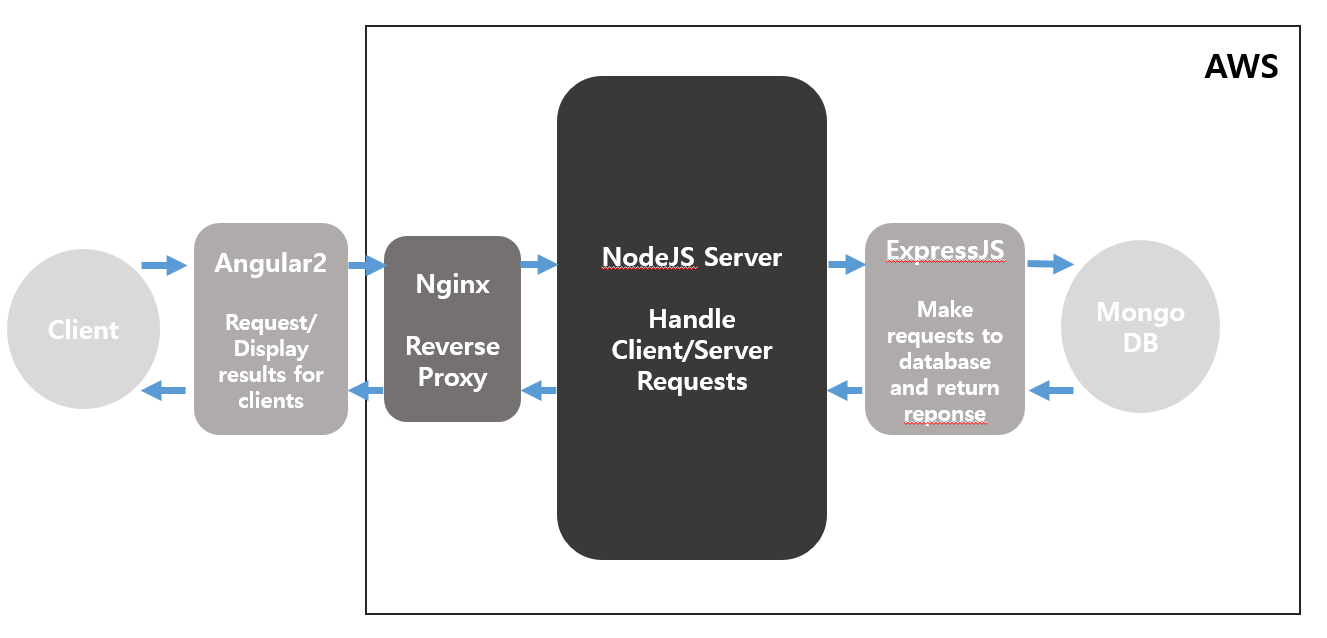 AWS
Client
Angular2
Request/
Display
results for
clients
Nginx
Reverse
Proxy
NodeJS Server
Handle
Client/Server
Requests
ExpressJS
Make
requests to
database
and return
reponse
Mongo
DB